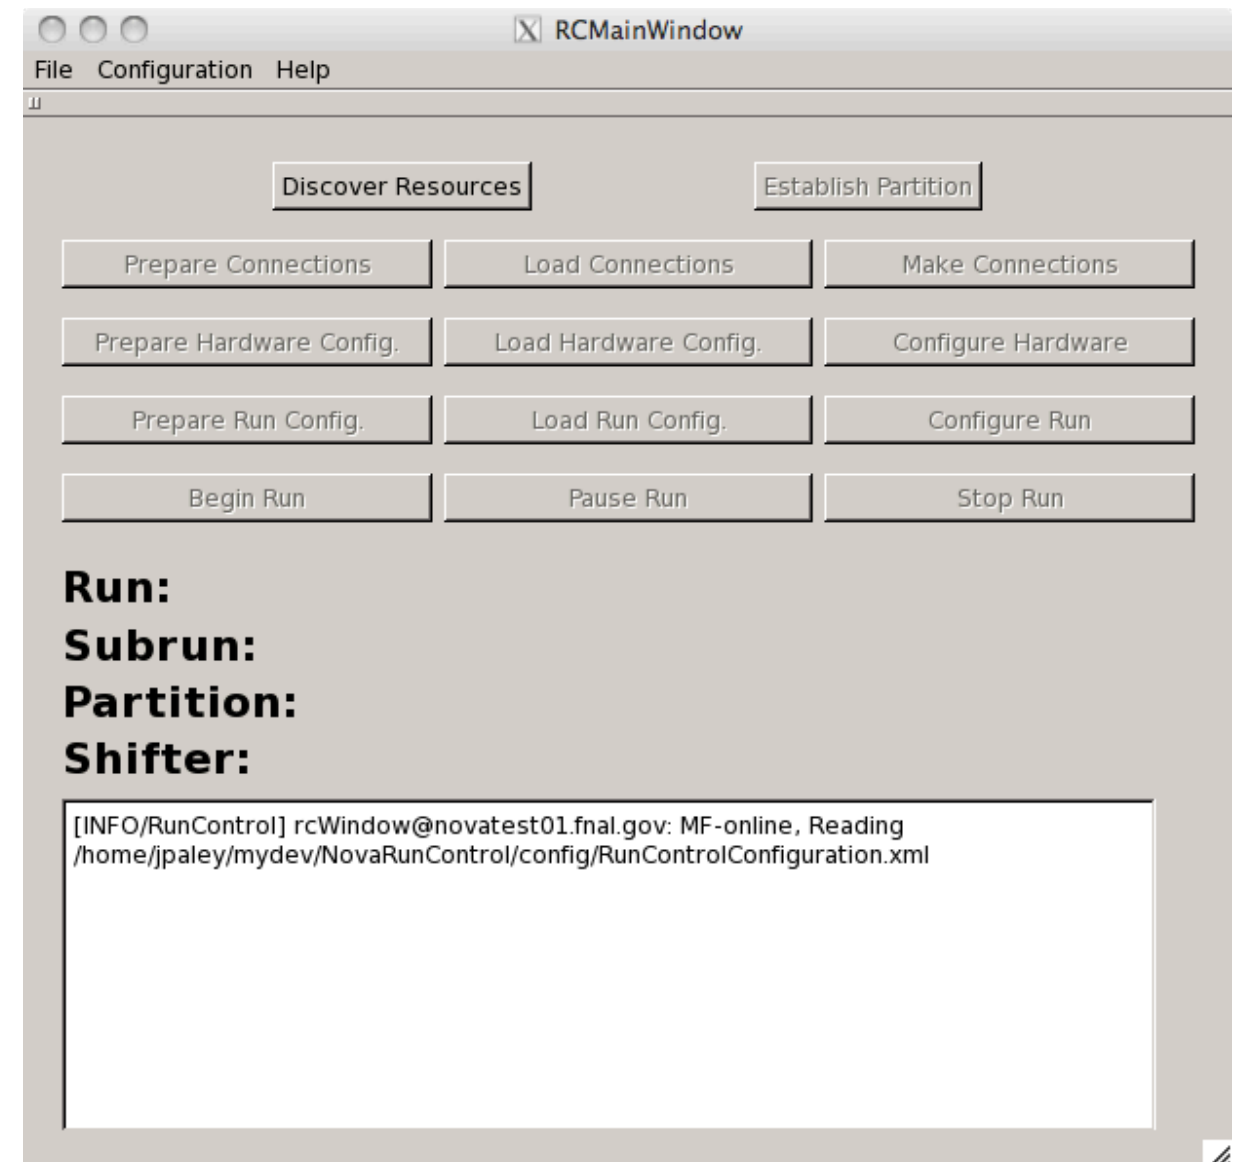 RCMainWindow
File Configuration Help
Discover Resources Establish Partition
Prepare Connections Load Connections Make Connections
Prepare Hardware Config. Load Hardware Config. Configure Hardware
Prepare Run Config. Load Run Config. Configure Run
Begin Run Pause Run Stop Run
Run:
Subrun:
Partition:
Shifter:
[INFO/RunControl] rcWindow@novatest01.fnal.gov: MF-online, Reading
/home/jpaley/mydev/NovaRunControl/config/RunControlConfiguration.xml